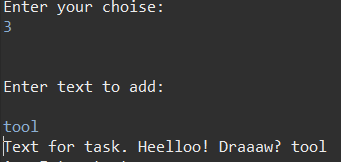 Enter your choise:
3
Enter text to add:
tool
Text for task. Heelloo! Draaaw? tool